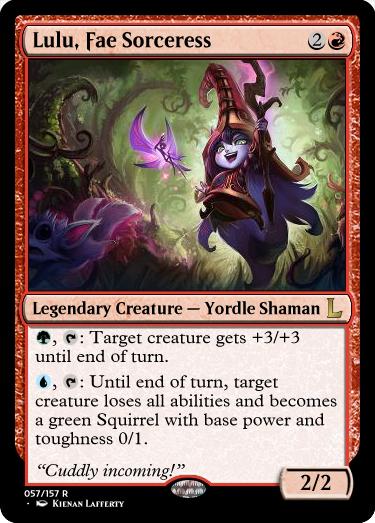 Lulu, Fae Sorceress 2
Legendary Creature — Yordle Shaman L
, : Target creature gets +3/+3
until end of turn.
, : Until end of turn, target
creature loses all abilities and becomes
a green Squirrel with base power and
toughness 0/1.
“Cuddly incoming!”
2/2
057/157 R
· Kienan Lafferty